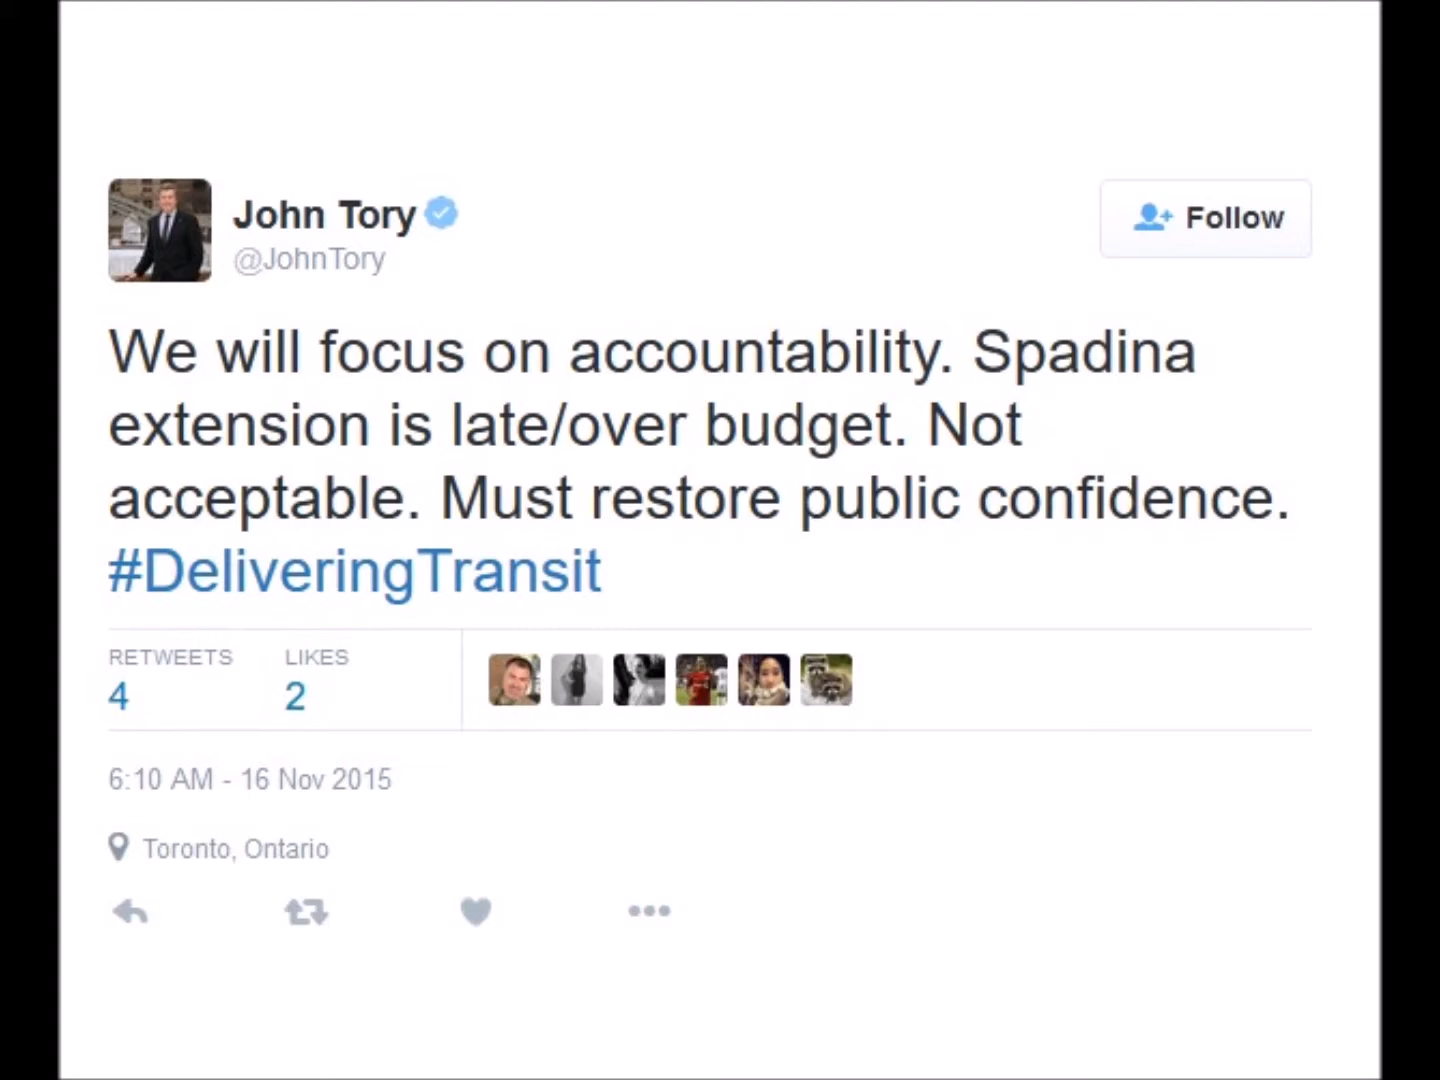 John Tory
@JohnTory
Follow
We will focus on accountability. Spadina
extension is late/over budget. Not
acceptable. Must restore public confidence.
#DeliveringTransit
RETWEETS LIKES
4 2
6:10 AM - 16 Nov 2015
Toronto, Ontario